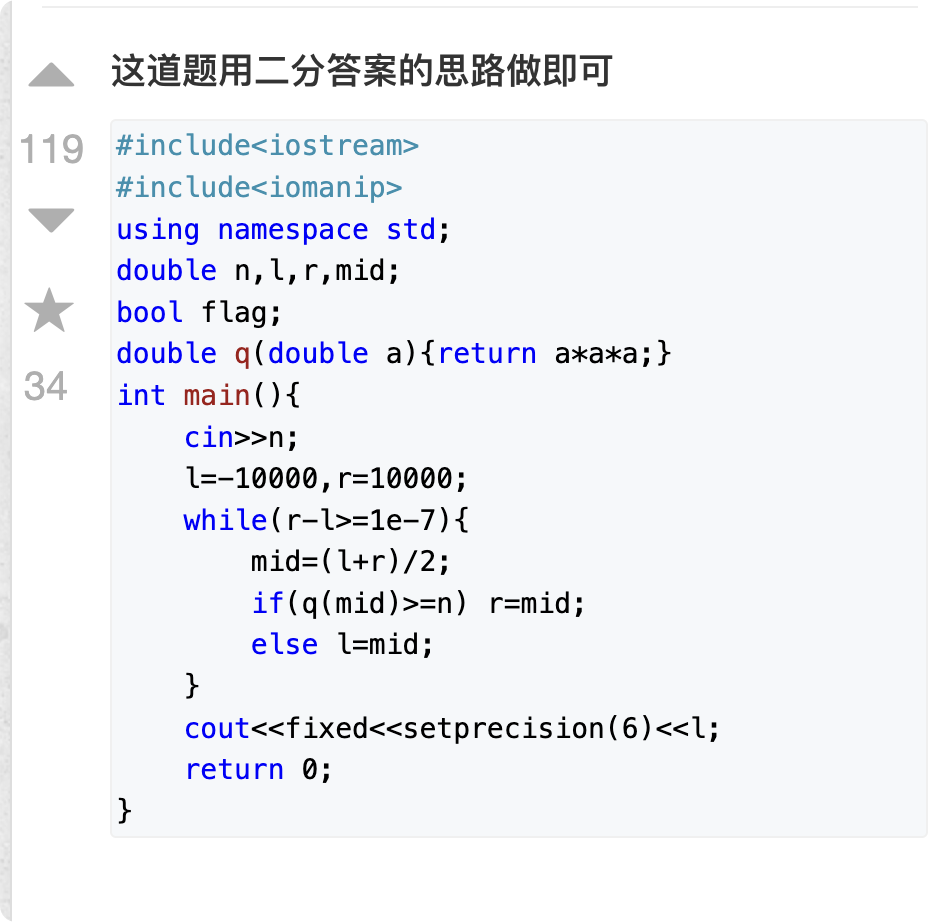 这道题用二分答案的思路做即可
119
34
#include<iostream>
#include<iomanip>
using namespace std;
double n,l,r,mid;
bool flag;
double q(double a){return a*a*a;}
int main(){
    cin>>n;
    l=-10000,r=10000;
    while(r-l>=1e-7){
        mid=(l+r)/2;
        if(q(mid)>=n) r=mid;
        else l=mid;
    }
    cout<<fixed<<setprecision(6)<<l;
    return 0;
}